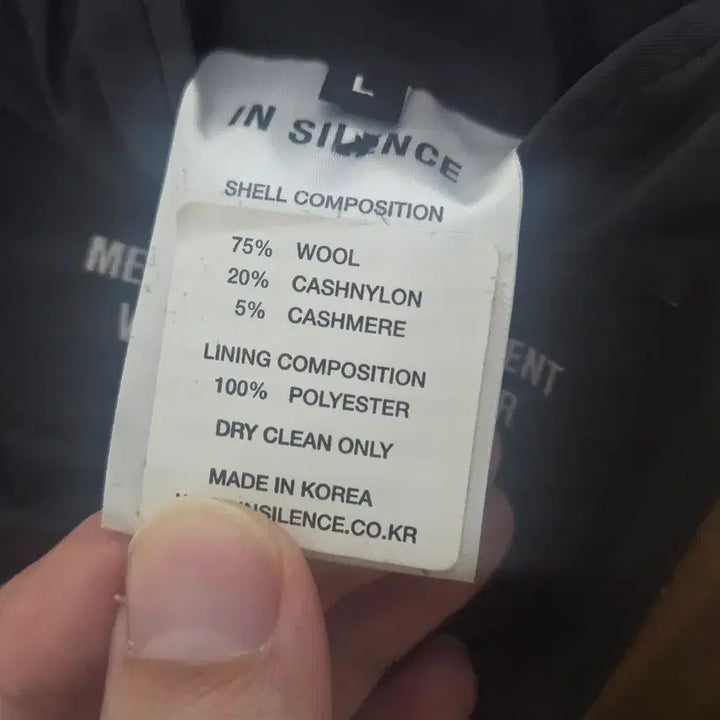 L
IN SILENCE
SHELL COMPOSITION
75% WOOL
20% CASHNYLON
5% CASHMERE
LINING COMPOSITION
100% POLYESTER
DRY CLEAN ONLY
MADE IN KOREA
INSILENCE.CO.KR